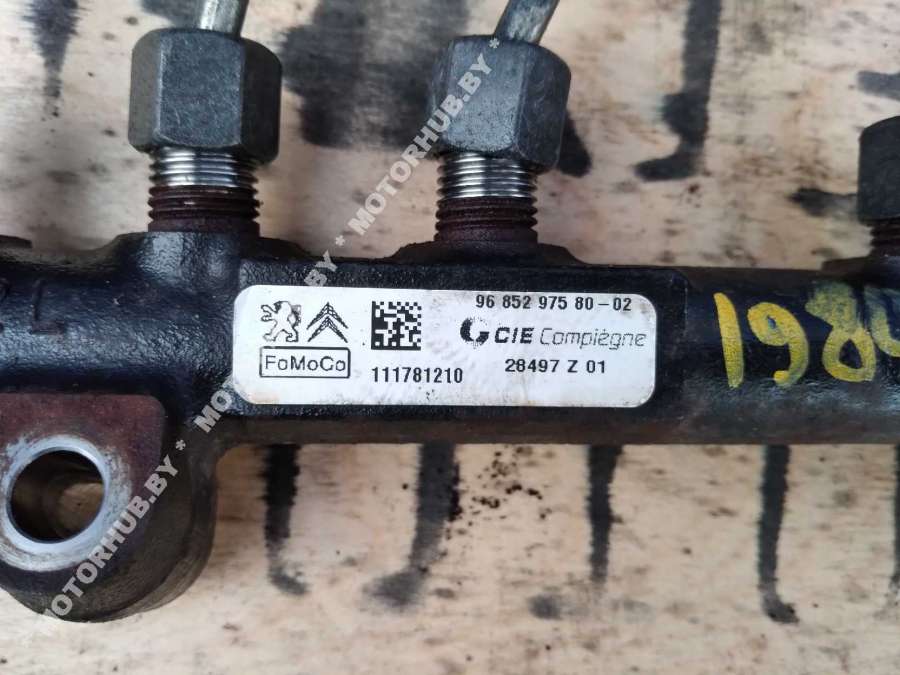 96 852 975 80-02
CIE Compiègne
FoMoCo
111781210
28497 Z 01
MOTORHUB.BY * MOTORHUB.BY * MOTORHUB.BY *